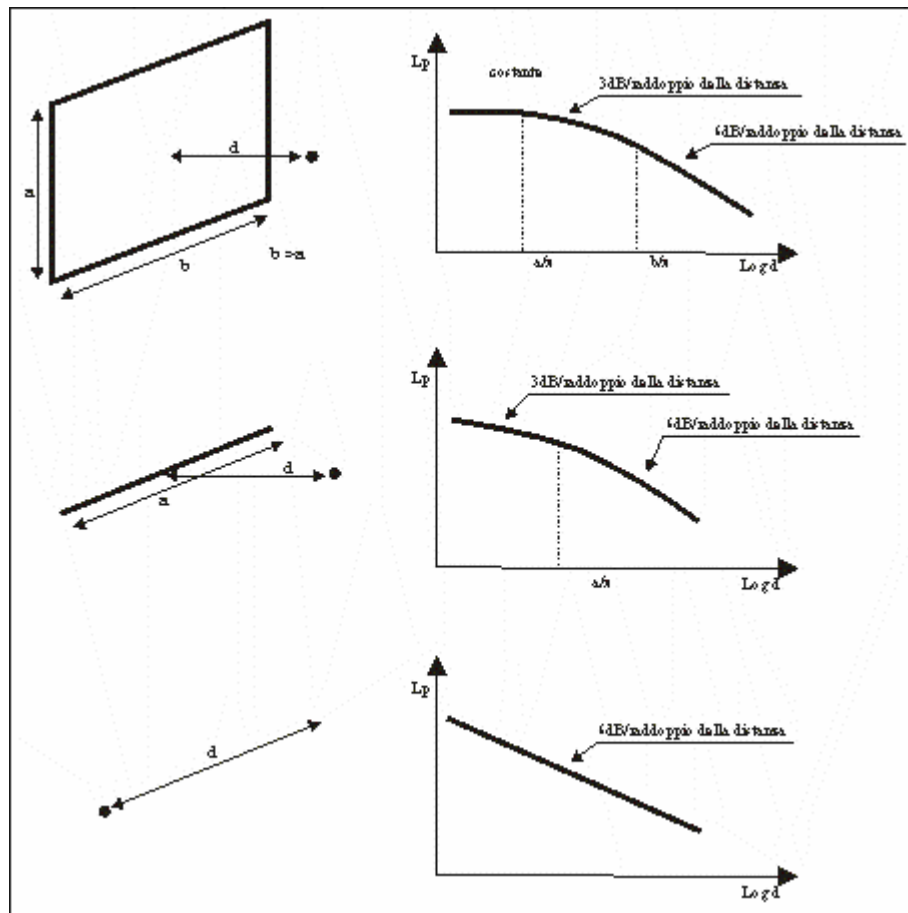 Lp
costante
3dB/raddoppio della distanza
6dB/raddoppio della distanza
d
a
b
b >a
a/π
b/π
Log d
Lp
3dB/raddoppio della distanza
6dB/raddoppio della distanza
d
a
a/π
Log d
Lp
6dB/raddoppio della distanza
d
Log d